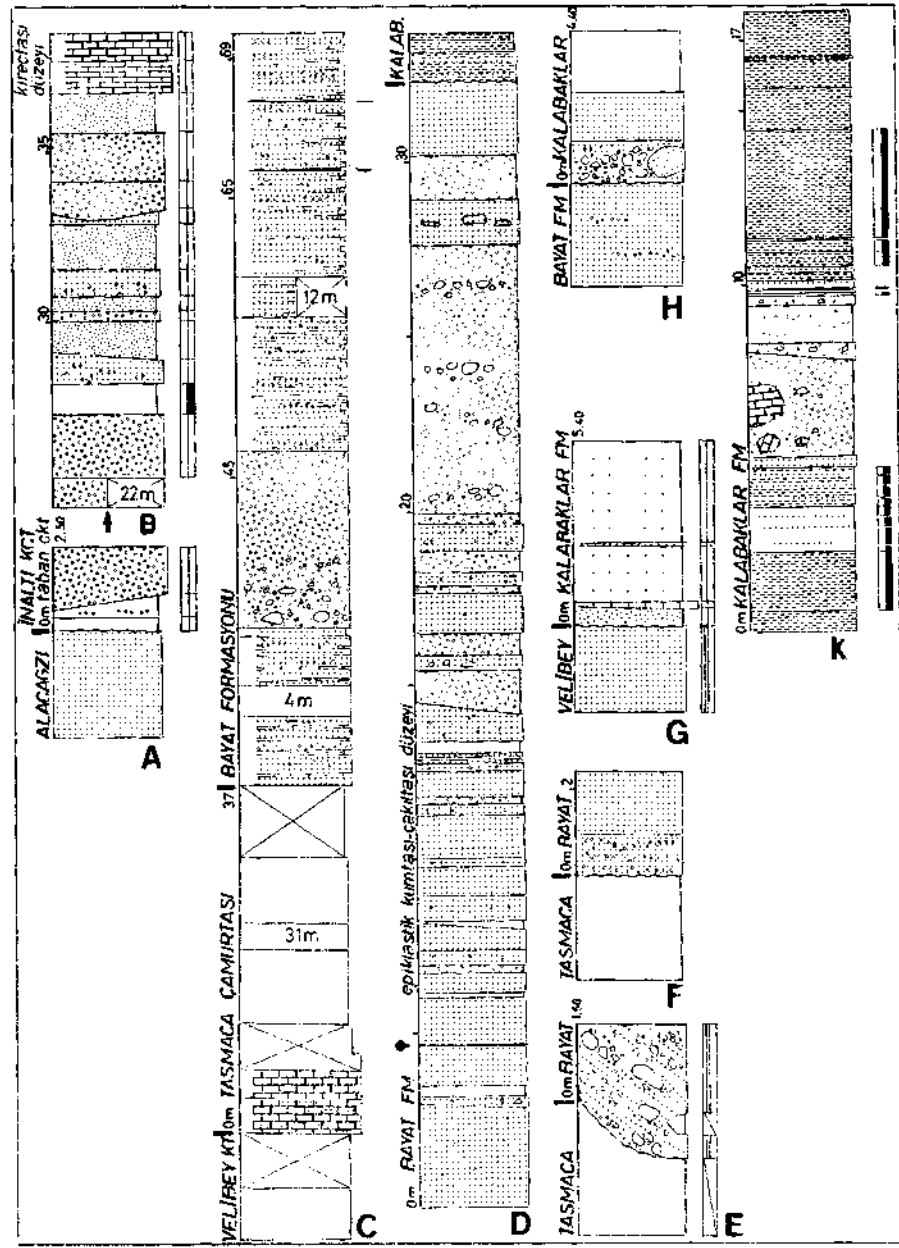 kireçtaşı
düzeyi
35
30
22m
B
İNALTI KÇT
0m taban çkt
2.30
ALACAGZI
A
69
65
12m
45
BAYAT FORMASYONU
4m
37
31m
TASMACA ÇAMURTAŞI
0m
VELİBEY KT
C
KALAB.
30
20
epiklastik kumtaşı-çakıltaşı düzeyi
0m BAYAT FM
D
4.40
0m KALABAKLAR
BAYAT FM
H
5.40
0m KALABAKLAR FM
VELİBEY
G
2
0m BAYAT
TASMACA
F
1.50
0m BAYAT
TASMACA
E
17
10
0m KALABAKLAR FM
K